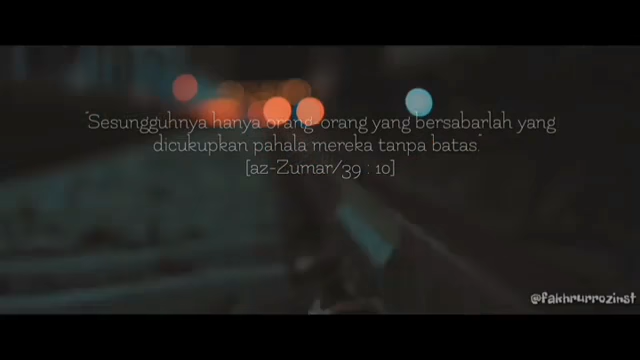 "Sesungguhnya hanya orang-orang yang bersabarlah yang
dicukupkan pahala mereka tanpa batas."
[az-Zumar/39 : 10]
@fakhrurrozinst